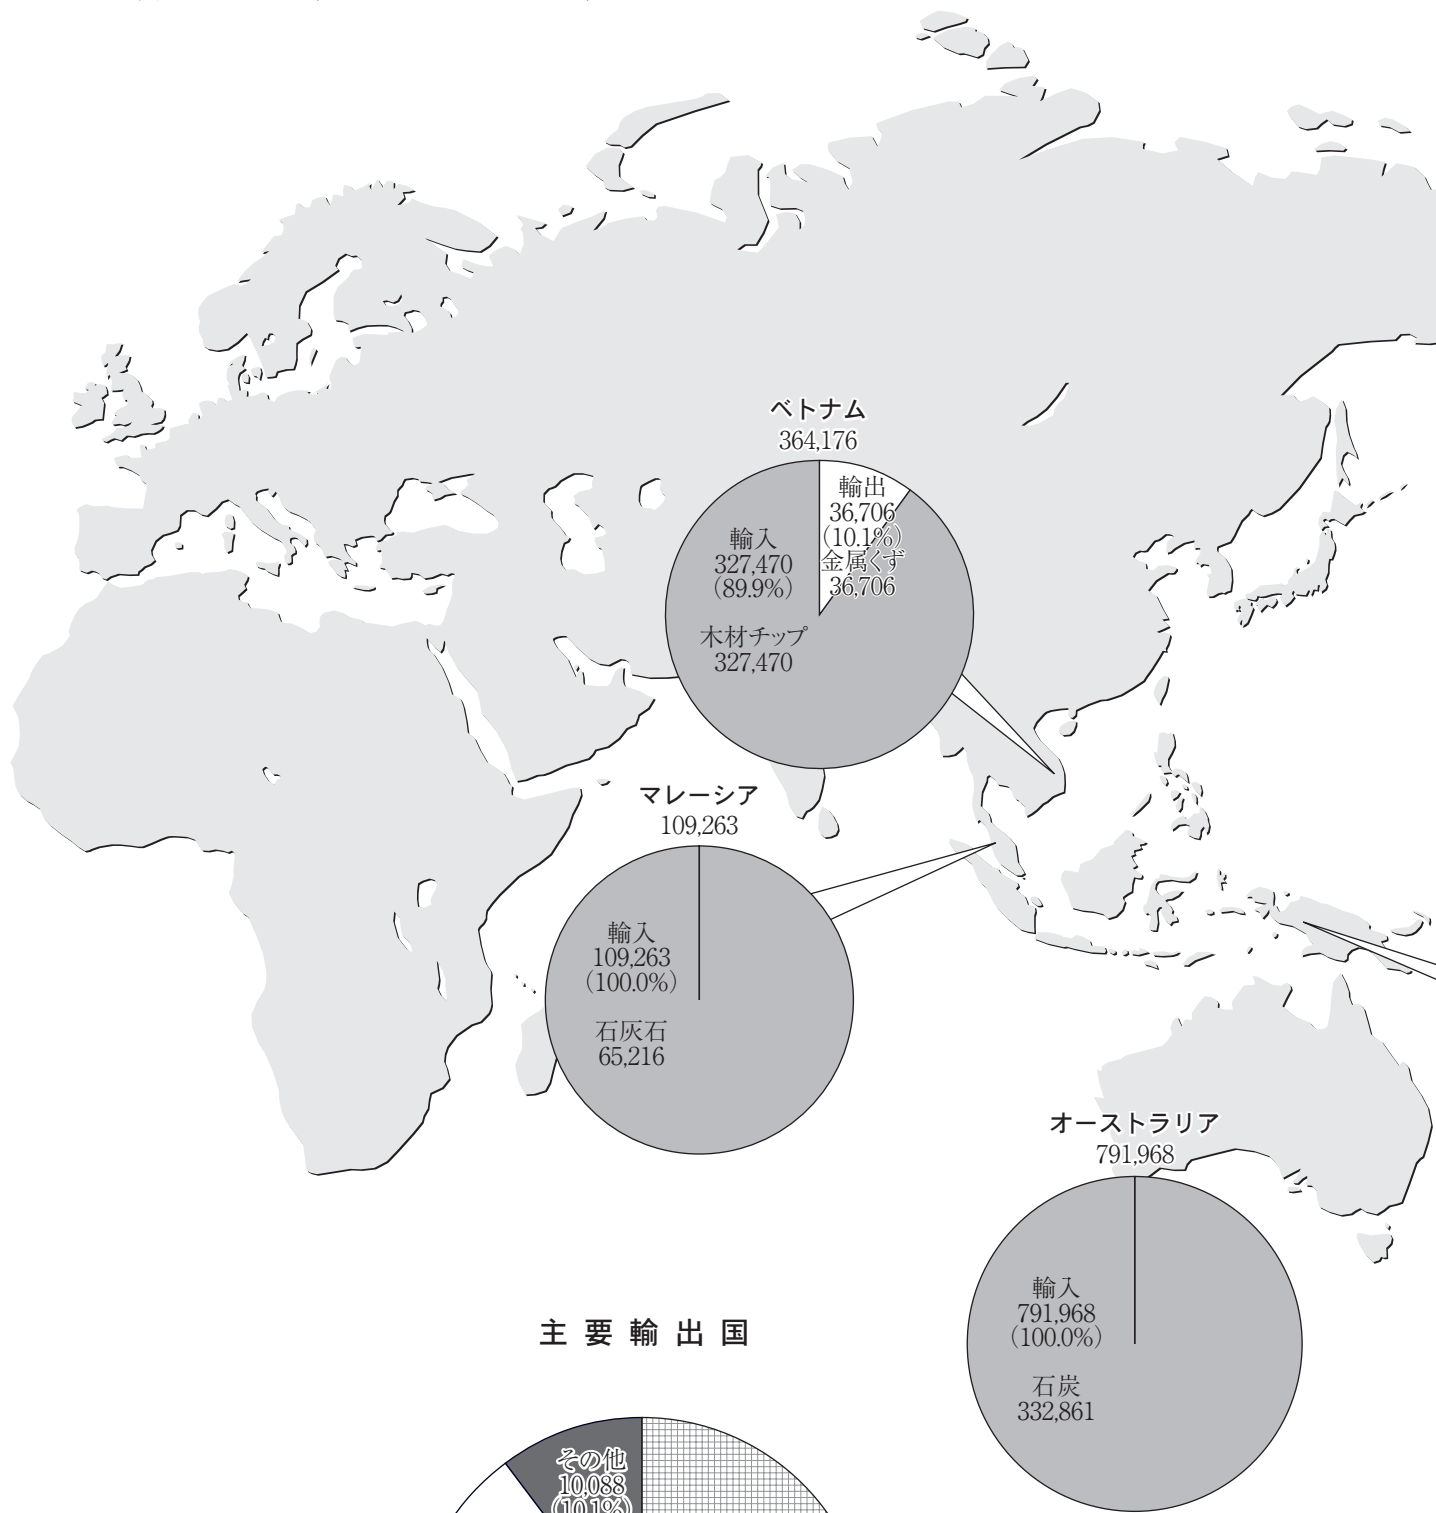 ベトナム
364,176
輸出
36,706
(10.1%)
金属くず
36,706
輸入
327,470
(89.9%)
木材チップ
327,470
マレーシア
109,263
輸入
109,263
(100.0%)
石灰石
65,216
オーストラリア
791,968
輸入
791,968
(100.0%)
石炭
332,861
主要輸出国
その他
10,088
(10.1%)